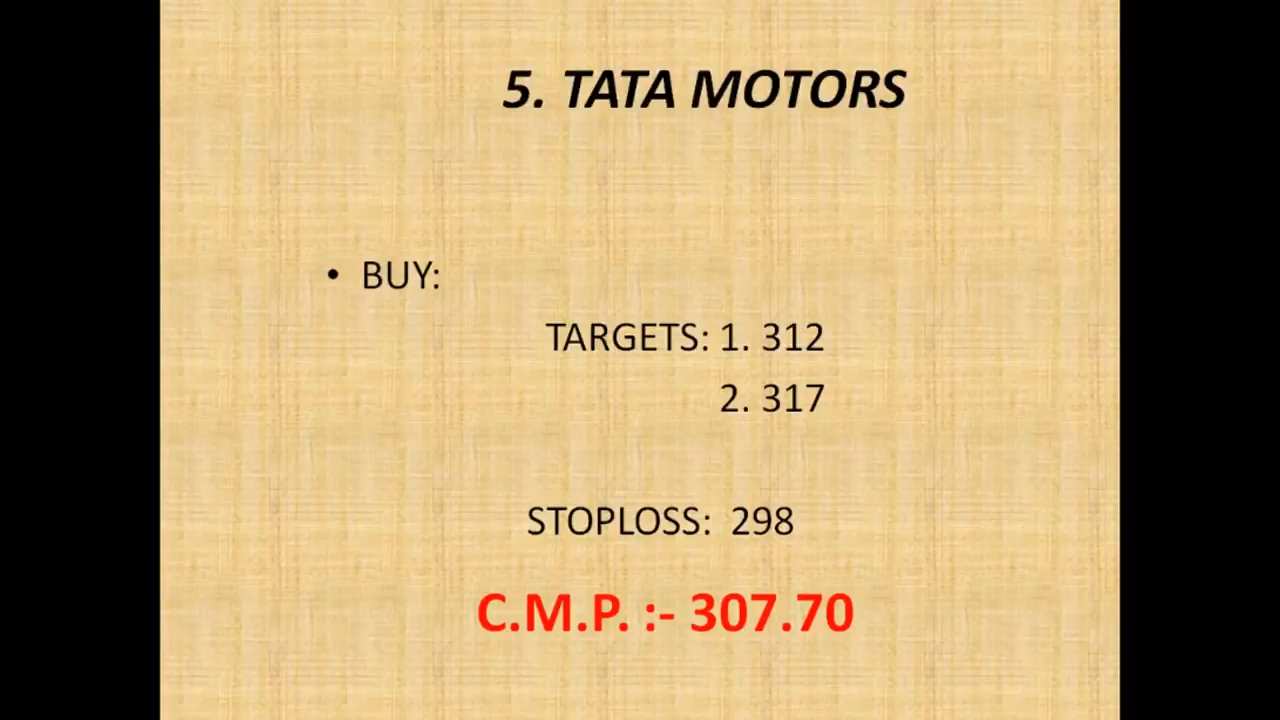 5. TATA MOTORS
• BUY:
TARGETS: 1. 312
2. 317
STOPLOSS: 298
C.M.P. :- 307.70